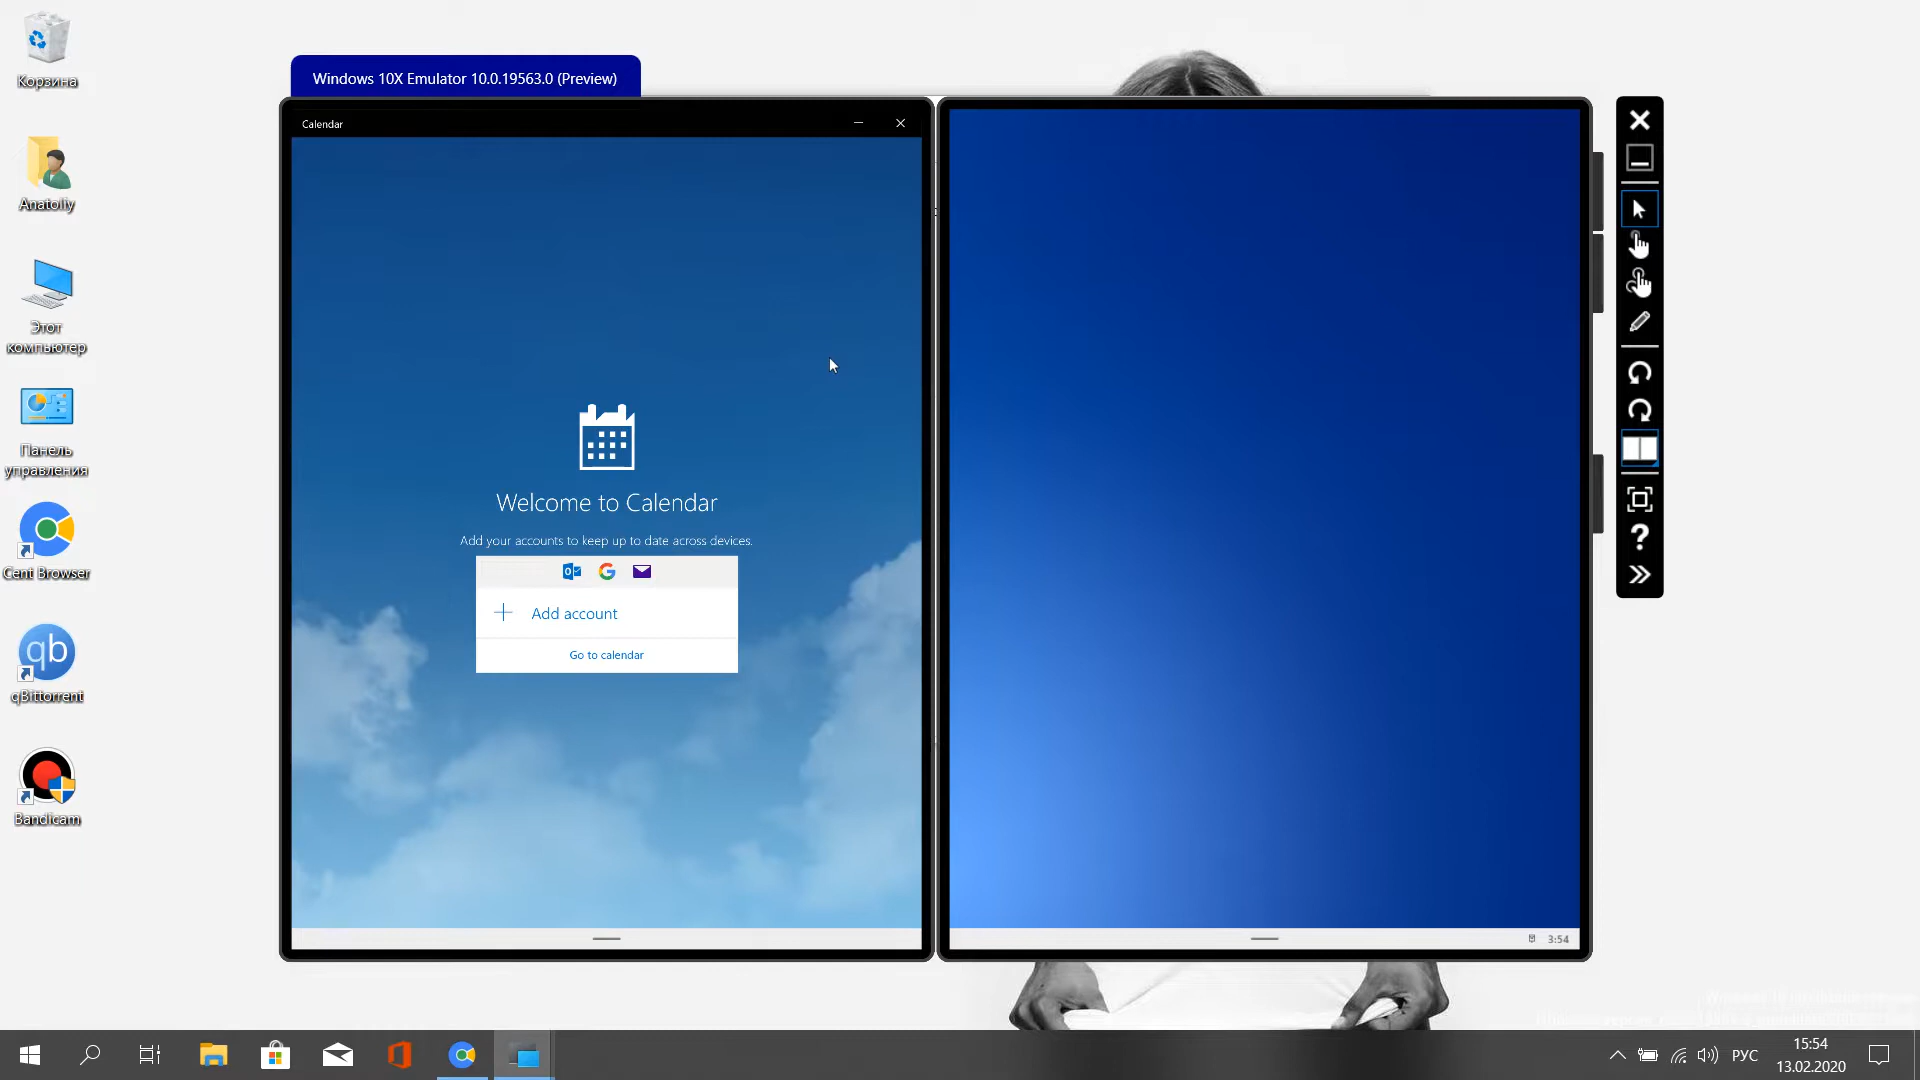 Корзина
Anatoliy
Этот
компьютер
Панель
управления
Cent Browser
qBittorrent
Bandicam
Windows 10X Emulator 10.0.19563.0 (Preview)
Calendar
Welcome to Calendar
Add your accounts to keep up to date across devices.
Add account
Go to calendar
3:54
РУС
15:54
13.02.2020